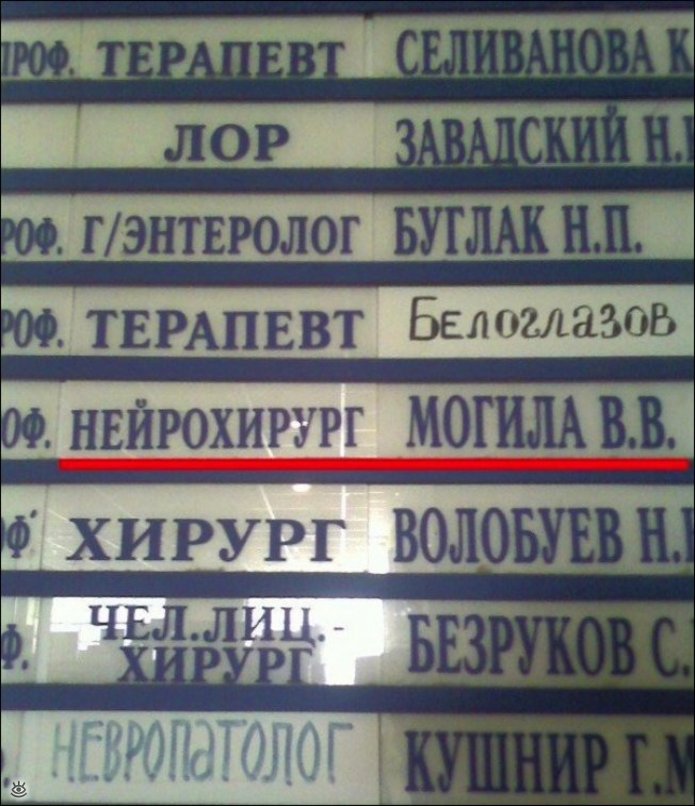 ПРОФ. ТЕРАПЕВТ СЕЛИВАНОВА К
ЛОР ЗАВАДСКИЙ Н.
РОФ. Г/ЭНТЕРОЛОГ БУГЛАК Н.П.
РОФ. ТЕРАПЕВТ Белоглазов
ОФ. НЕЙРОХИРУРГ МОГИЛА В.В.
ОФ. ХИРУРГ ВОЛОБУЕВ Н.
Ф. ЧЕЛ.ЛИЦ.-
ХИРУРГ БЕЗРУКОВ С.
НЕВРОПАТОЛОГ КУШНИР Г.М